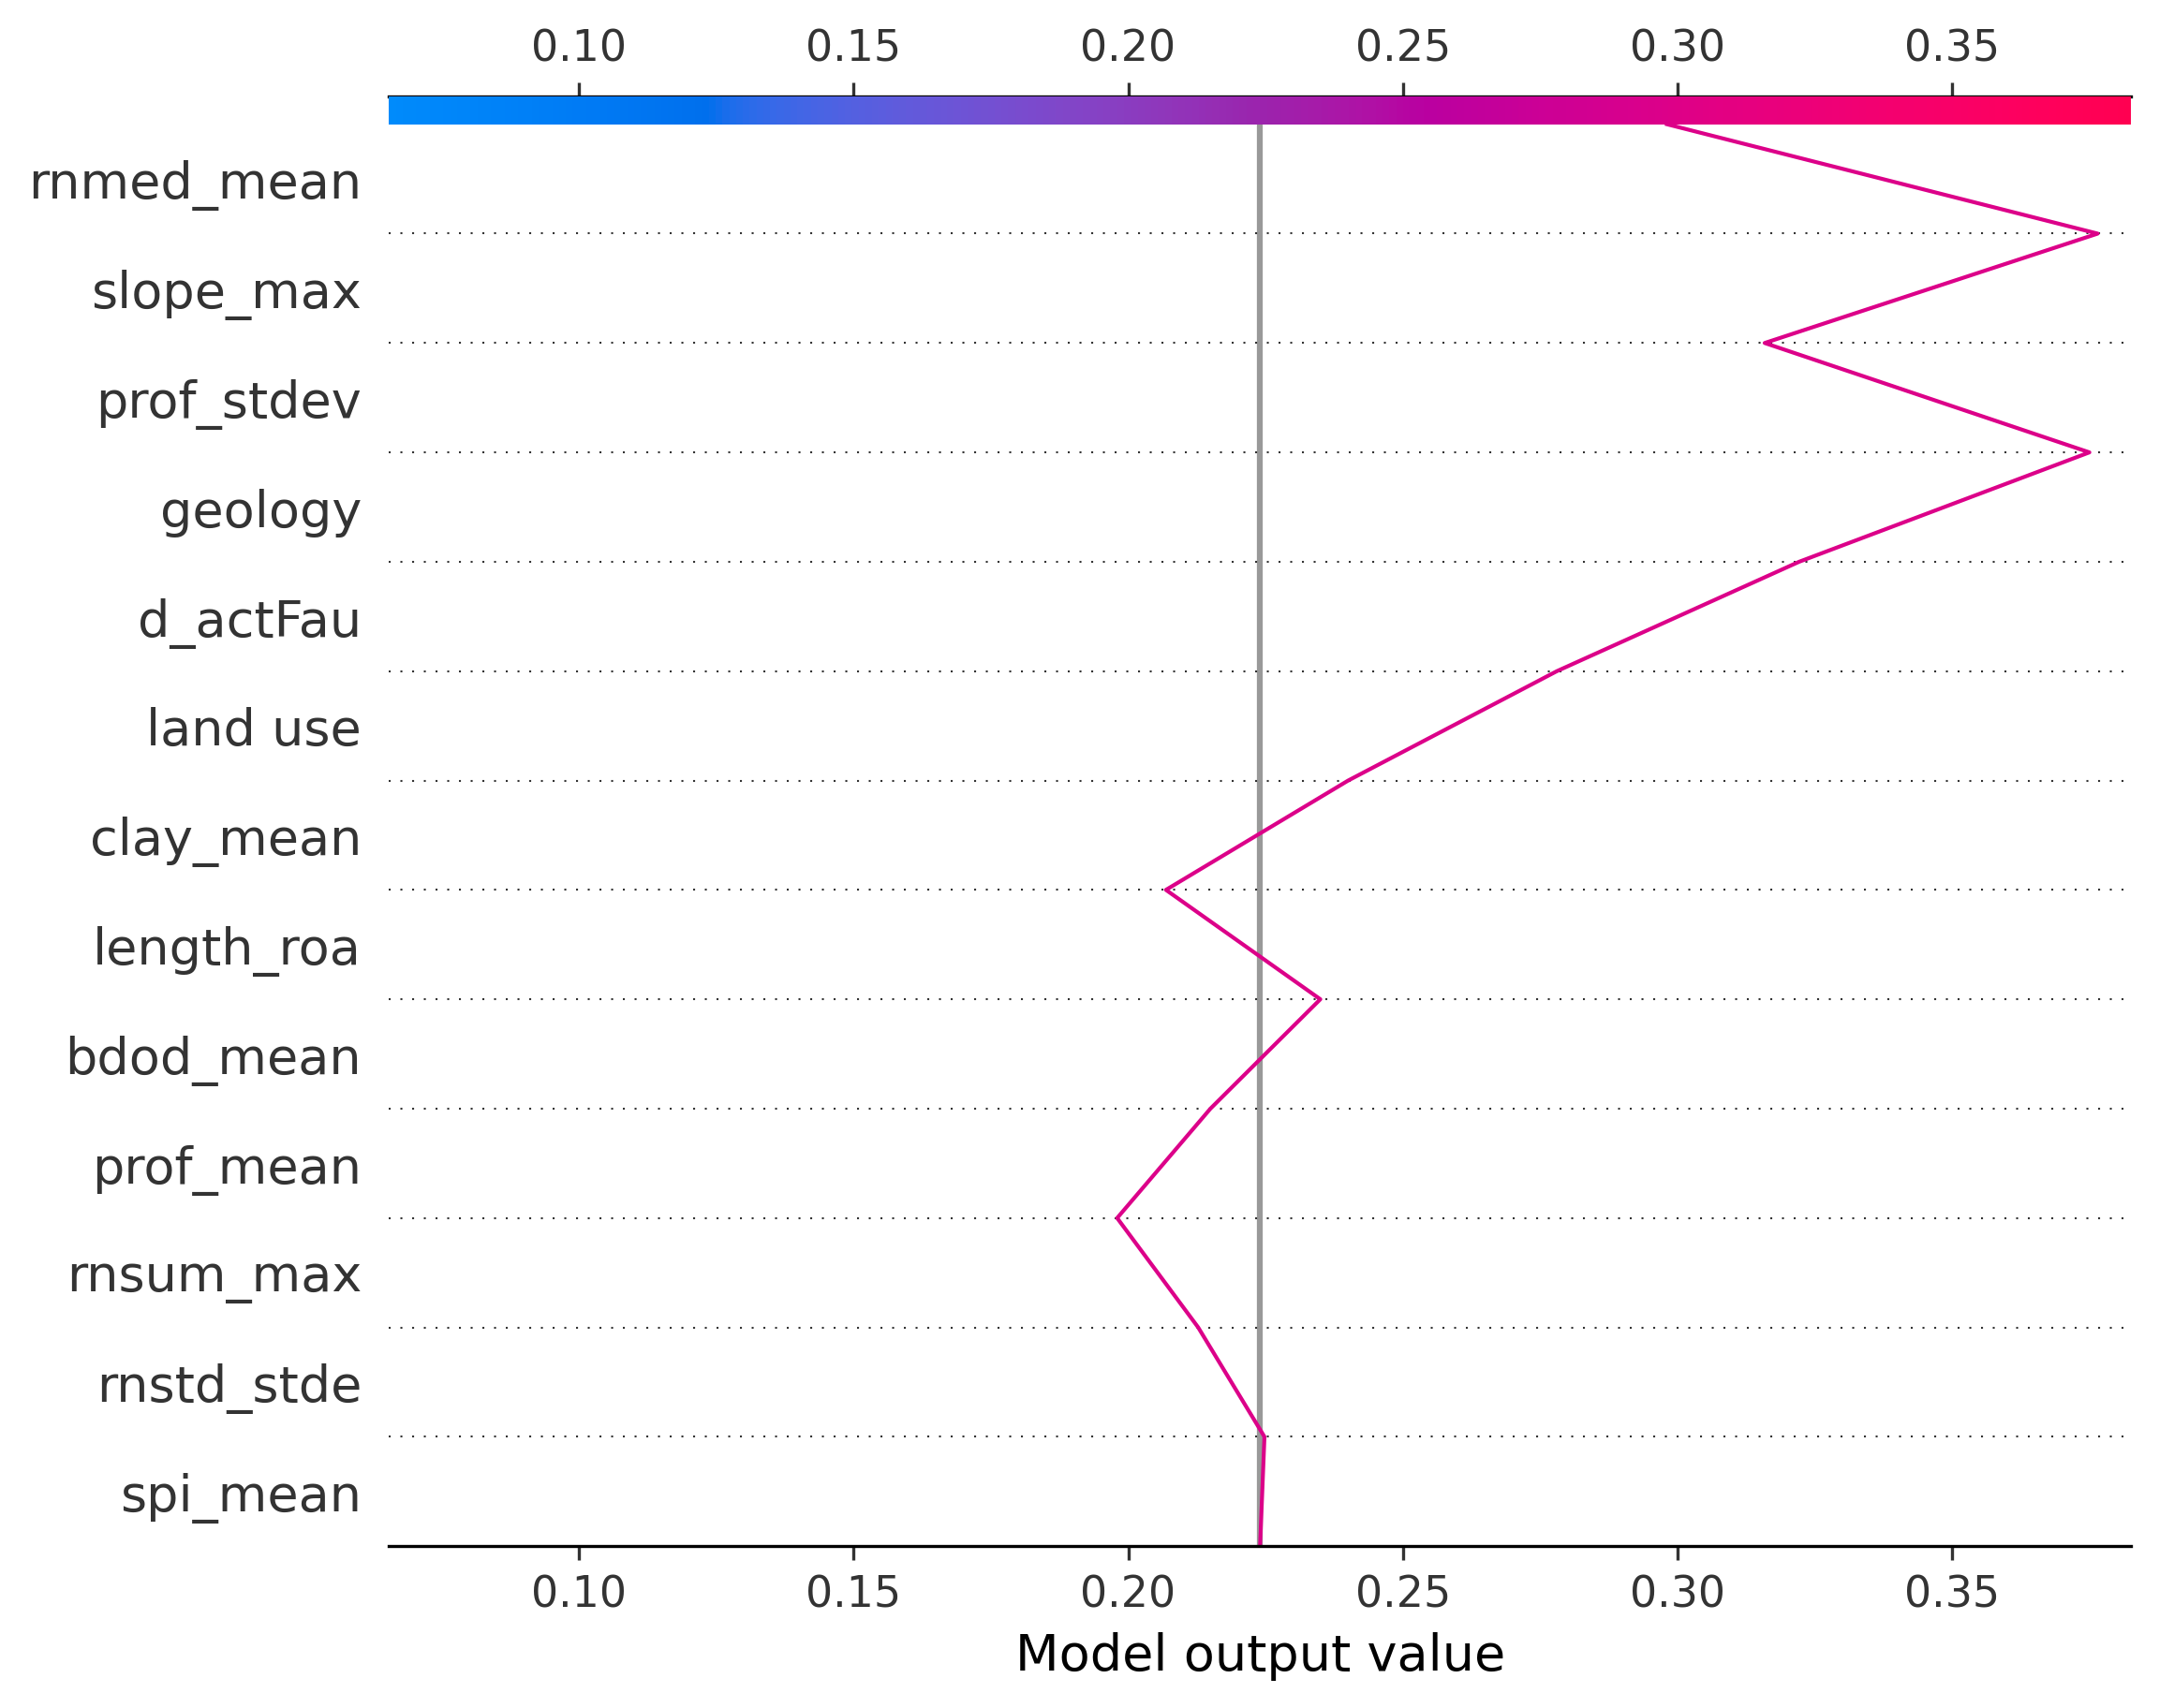 0.10 0.15 0.20 0.25 0.30 0.35
rnmed_mean
slope_max
prof_stdev
geology
d_actFau
land use
clay_mean
length_roa
bdod_mean
prof_mean
rnsum_max
rnstd_stde
spi_mean
0.10 0.15 0.20 0.25 0.30 0.35
Model output value